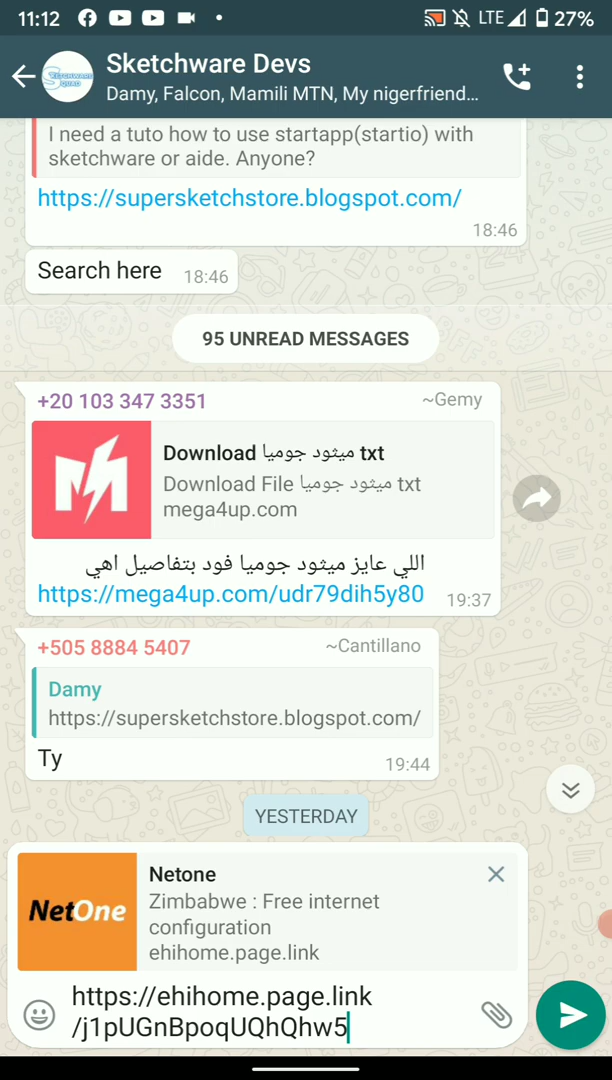 11:12
LTE
27%
Sketchware Devs
SKETCHWARE
SQUAD
Damy, Falcon, Mamili MTN, My nigerfriend...
I need a tuto how to use startapp(startio) with
sketchware or aide. Anyone?
https://supersketchstore.blogspot.com/
18:46
Search here 18:46
95 UNREAD MESSAGES
+20 103 347 3351 ~Gemy
Download ميثود جوميا txt
Download File ميثود جوميا txt
mega4up.com
اللي عايز ميثود جوميا فود بتفاصيل اهي
https://mega4up.com/udr79dih5y80 19:37
+505 8884 5407 ~Cantillano
Damy
https://supersketchstore.blogspot.com/
Ty 19:44
YESTERDAY
NetOne
Netone
Zimbabwe : Free internet
configuration
ehihome.page.link
https://ehihome.page.link
/j1pUGnBpoqUQhQhw5